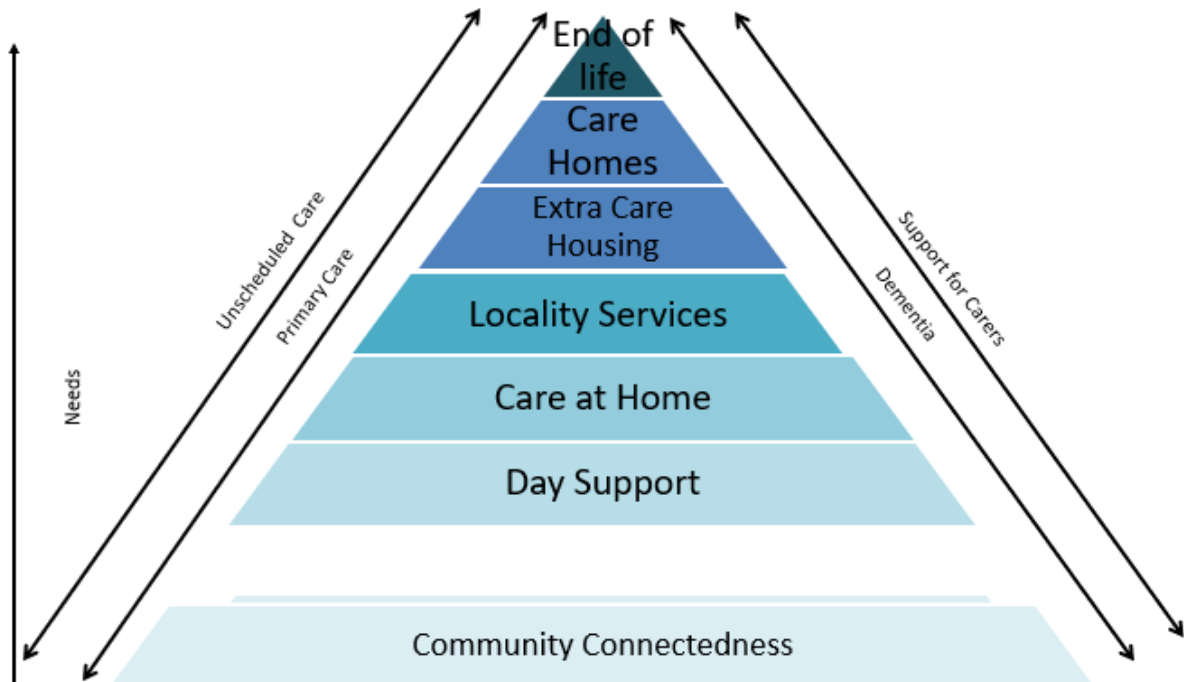 End of
life
Care
Homes
Extra Care
Housing
Locality Services
Care at Home
Day Support
Community Connectedness
Needs
Unscheduled Care
Primary Care
Dementia
Support for Carers